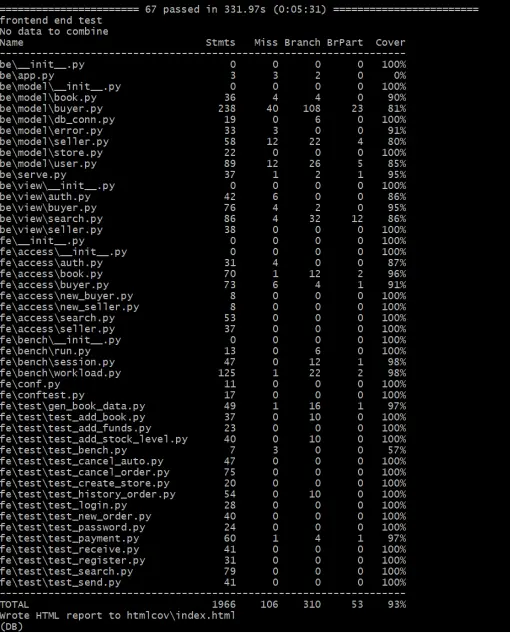 ======================== 67 passed in 331.97s (0:05:31) =========================
frontend end test
No data to combine
Name                              Stmts   Miss Branch BrPart  Cover
-------------------------------------------------------------------
be\__init__.py                        0      0      0      0   100%
be\app.py                             3      3      2      0     0%
be\model\__init__.py                  0      0      0      0   100%
be\model\book.py                     36      4      4      0    90%
be\model\buyer.py                   238     40    108     23    81%
be\model\db_conn.py                  19      0      6      0   100%
be\model\error.py                    33      3      0      0    91%
be\model\seller.py                   58     12     22      4    80%
be\model\store.py                    22      0      0      0   100%
be\model\user.py                     89     12     26      5    85%
be\serve.py                          37      1      2      1    95%
be\view\__init__.py                   0      0      0      0   100%
be\view\auth.py                      42      6      0      0    86%
be\view\buyer.py                     76      4      2      0    95%
be\view\search.py                    86      4     32     12    86%
be\view\seller.py                    38      0      0      0   100%
fe\__init__.py                        0      0      0      0   100%
fe\access\__init__.py                 0      0      0      0   100%
fe\access\auth.py                    31      4      0      0    87%
fe\access\book.py                    70      1     12      2    96%
fe\access\buyer.py                   73      6      4      1    91%
fe\access\new_buyer.py                8      0      0      0   100%
fe\access\new_seller.py               8      0      0      0   100%
fe\access\search.py                  53      0      0      0   100%
fe\access\seller.py                  37      0      0      0   100%
fe\bench\__init__.py                  0      0      0      0   100%
fe\bench\run.py                      13      0      6      0   100%
fe\bench\session.py                  47      0     12      1    98%
fe\bench\workload.py                125      1     22      2    98%
fe\conf.py                           11      0      0      0   100%
fe\conftest.py                       17      0      0      0   100%
fe\test\gen_book_data.py             49      1     16      1    97%
fe\test\test_add_book.py             37      0     10      0   100%
fe\test\test_add_funds.py            23      0      0      0   100%
fe\test\test_add_stock_level.py      40      0     10      0   100%
fe\test\test_bench.py                 7      3      0      0    57%
fe\test\test_cancel_auto.py          47      0      0      0   100%
fe\test\test_cancel_order.py         75      0      0      0   100%
fe\test\test_create_store.py         20      0      0      0   100%
fe\test\test_history_order.py        54      0     10      0   100%
fe\test\test_login.py                28      0      0      0   100%
fe\test\test_new_order.py            40      0      0      0   100%
fe\test\test_password.py             24      0      0      0   100%
fe\test\test_payment.py              60      1      4      1    97%
fe\test\test_receive.py              41      0      0      0   100%
fe\test\test_register.py             31      0      0      0   100%
fe\test\test_search.py               79      0      0      0   100%
fe\test\test_send.py                 41      0      0      0   100%
-------------------------------------------------------------------
TOTAL                              1966    106    310     53    93%
Wrote HTML report to htmlcov\index.html
(DB)